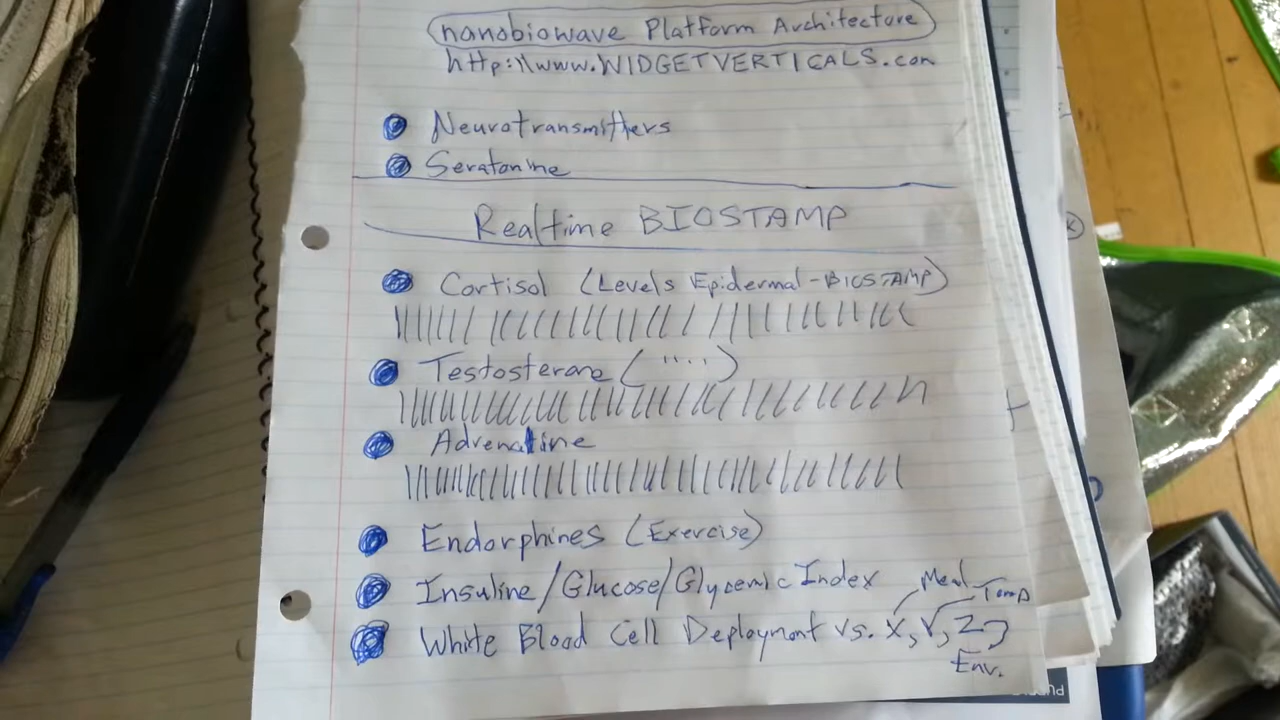 nanobiowave Platform Architecture
http://www.WIDGETVERTICALS.com
Neurotransmitters
Seratonine
Realtime BIOSTAMP
Cortisol (Levels Epidermal-BIOSTAMP)
Testosterone ( " .. )
Adrenaline
Endorphines (Exercise)
Insuline/Glucose/Glycemic Index
Meal
Temp
White Blood Cell Deployment vs. X, Y, Z
Env.